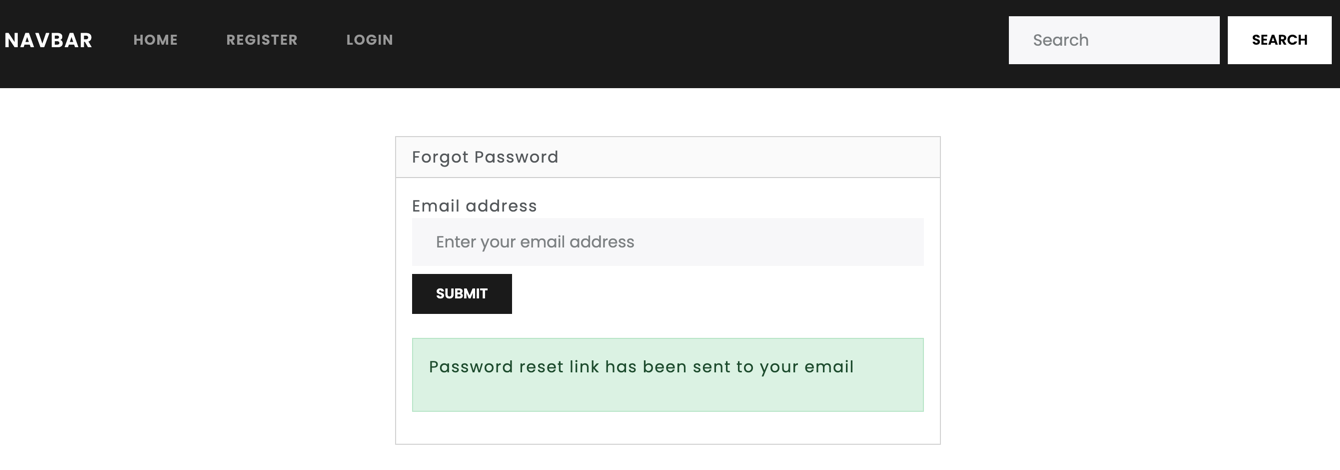 NAVBAR HOME REGISTER LOGIN Search SEARCH
Forgot Password
Email address
Enter your email address
SUBMIT
Password reset link has been sent to your email